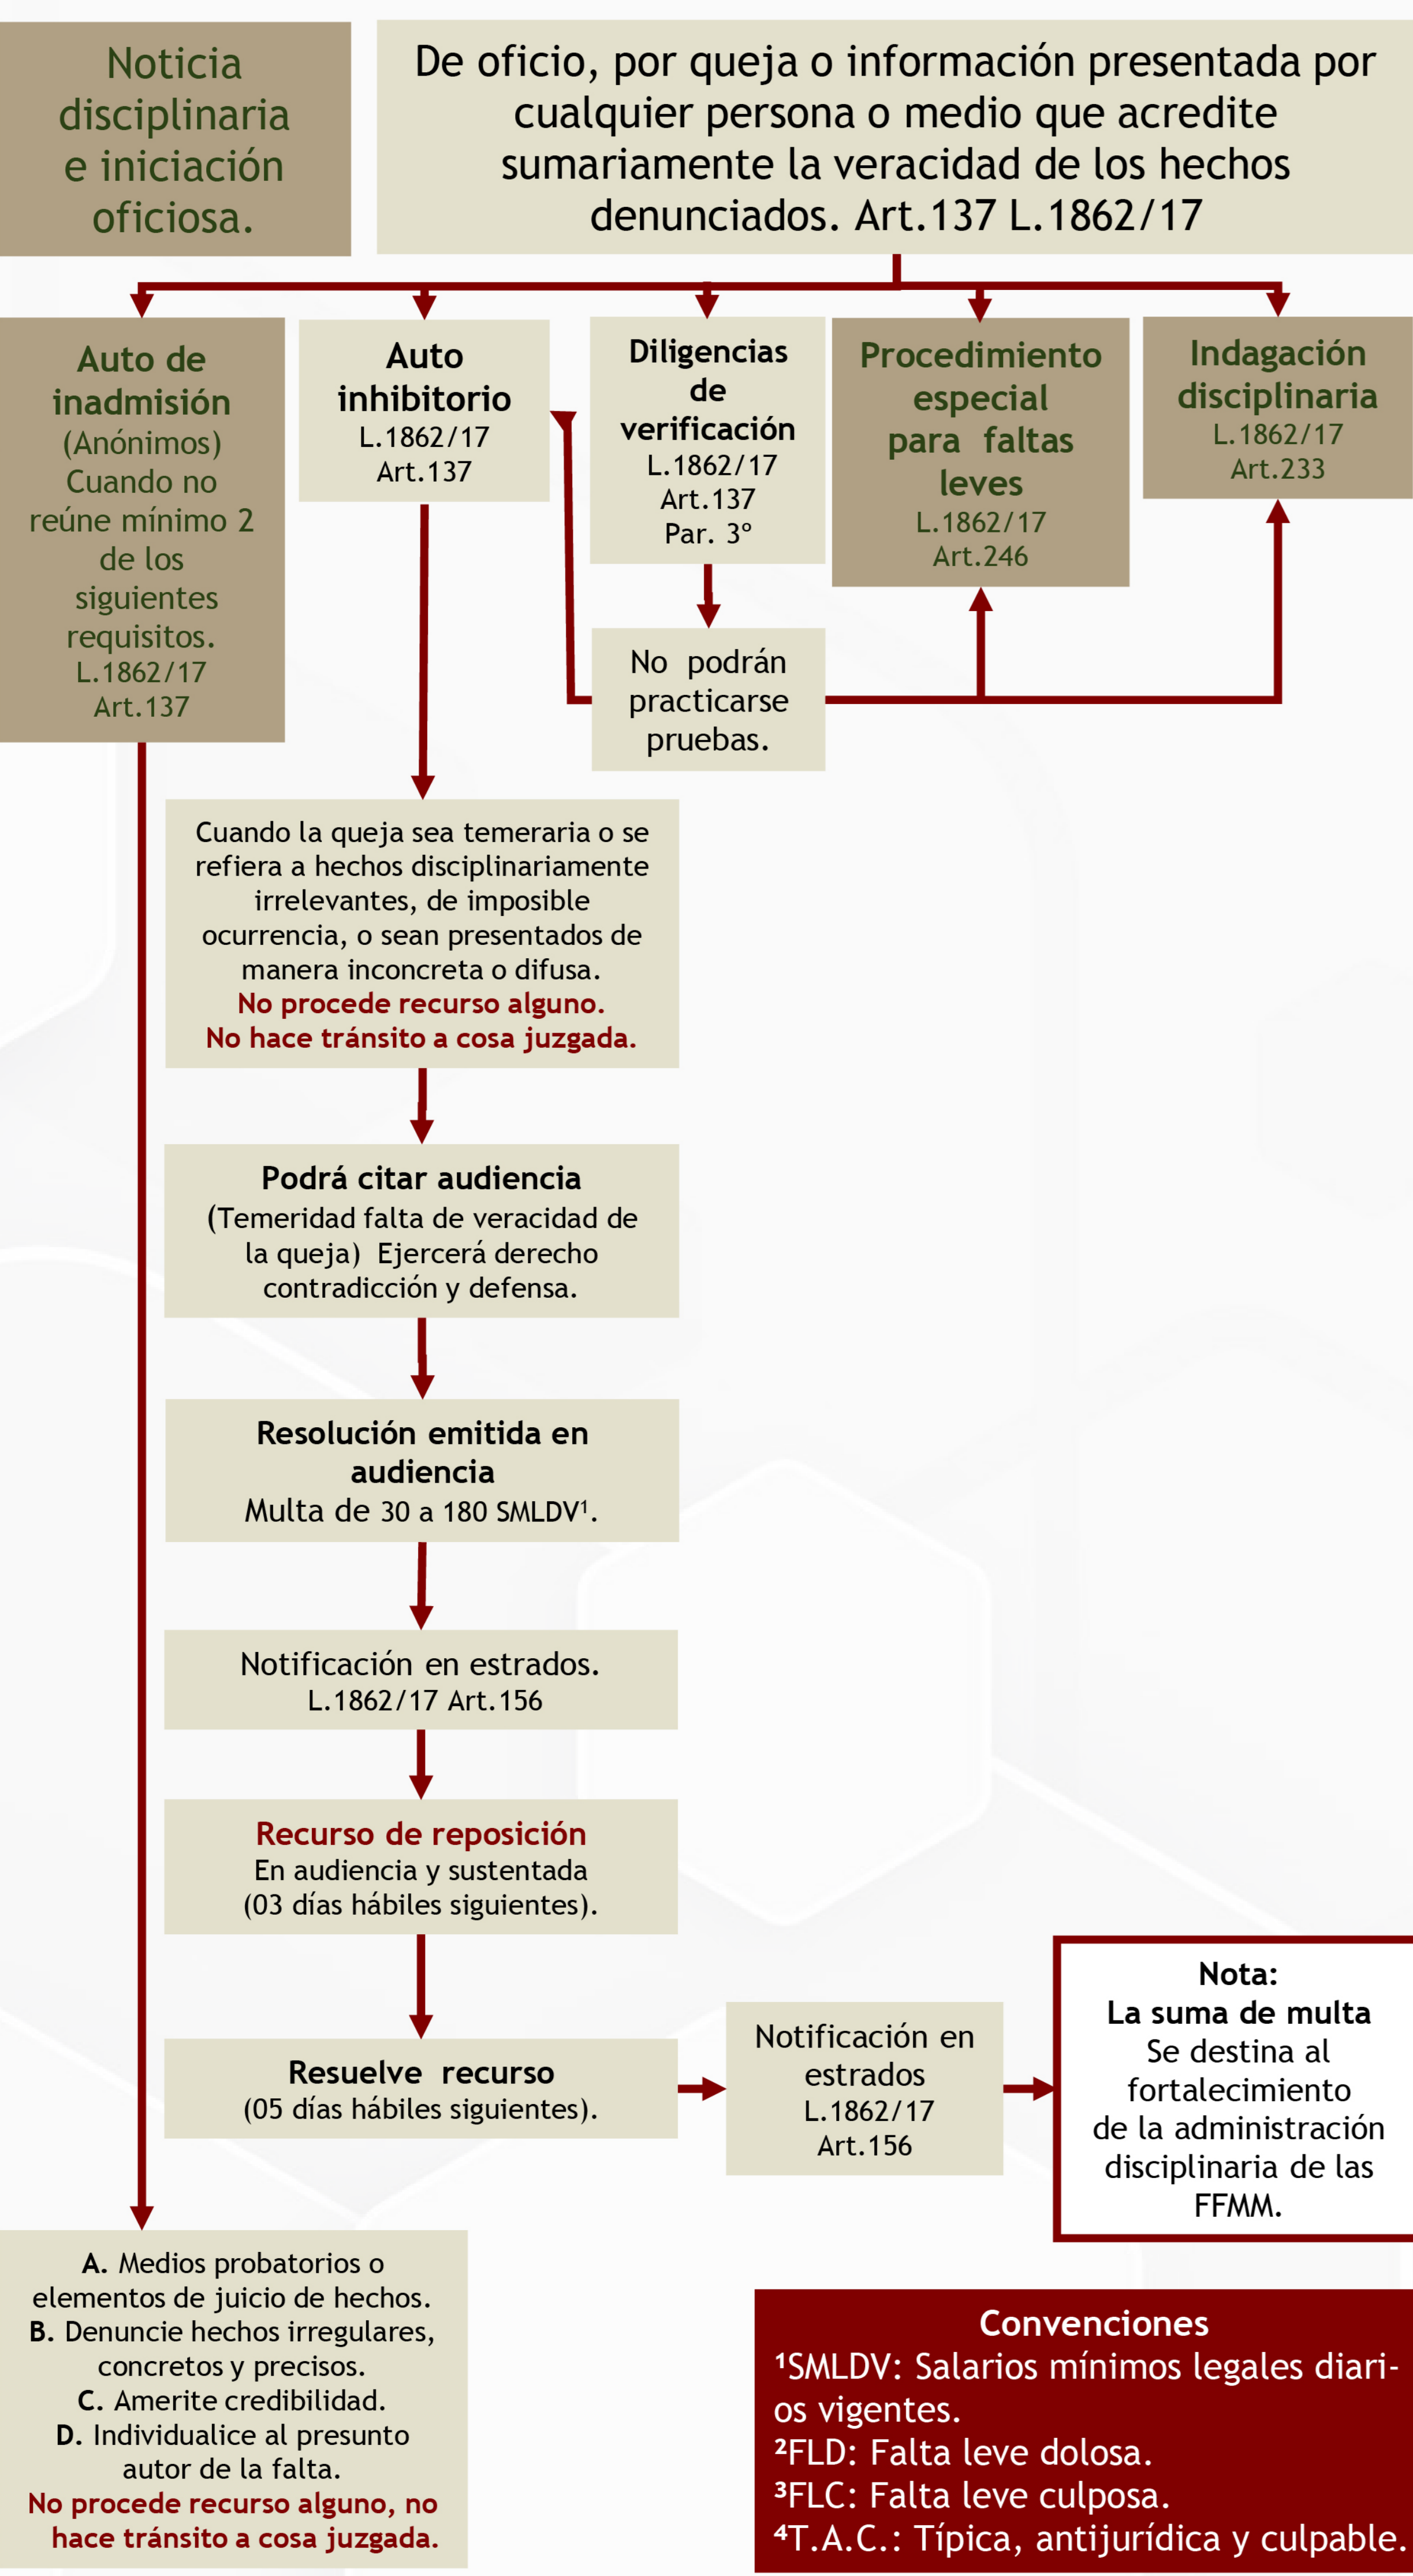 Noticia
disciplinaria
e iniciación
oficiosa.
De oficio, por queja o información presentada por
cualquier persona o medio que acredite
sumariamente la veracidad de los hechos
denunciados. Art.137 L.1862/17
Auto de
inadmisión
(Anónimos)
Cuando no
reúne mínimo 2
de los
siguientes
requisitos.
L.1862/17
Art.137
Auto
inhibitorio
L.1862/17
Art.137
Diligencias
de
verificación
L.1862/17
Art.137
Par. 3º
Procedimiento
especial
para faltas
leves
L.1862/17
Art.246
Indagación
disciplinaria
L.1862/17
Art.233
No podrán
practicarse
pruebas.
Cuando la queja sea temeraria o se
refiera a hechos disciplinariamente
irrelevantes, de imposible
ocurrencia, o sean presentados de
manera inconcreta o difusa.
No procede recurso alguno.
No hace tránsito a cosa juzgada.
Podrá citar audiencia
(Temeridad falta de veracidad de
la queja) Ejercerá derecho
contradicción y defensa.
Resolución emitida en
audiencia
Multa de 30 a 180 SMLDV¹.
Notificación en estrados.
L.1862/17 Art.156
Recurso de reposición
En audiencia y sustentada
(03 días hábiles siguientes).
Resuelve recurso
(05 días hábiles siguientes).
Notificación en
estrados
L.1862/17
Art.156
Nota:
La suma de multa
Se destina al
fortalecimiento
de la administración
disciplinaria de las
FFMM.
A. Medios probatorios o
elementos de juicio de hechos.
B. Denuncie hechos irregulares,
concretos y precisos.
C. Amerite credibilidad.
D. Individualice al presunto
autor de la falta.
No procede recurso alguno, no
hace tránsito a cosa juzgada.
Convenciones
¹SMLDV: Salarios mínimos legales diari-
os vigentes.
²FLD: Falta leve dolosa.
³FLC: Falta leve culposa.
⁴T.A.C.: Típica, antijurídica y culpable.